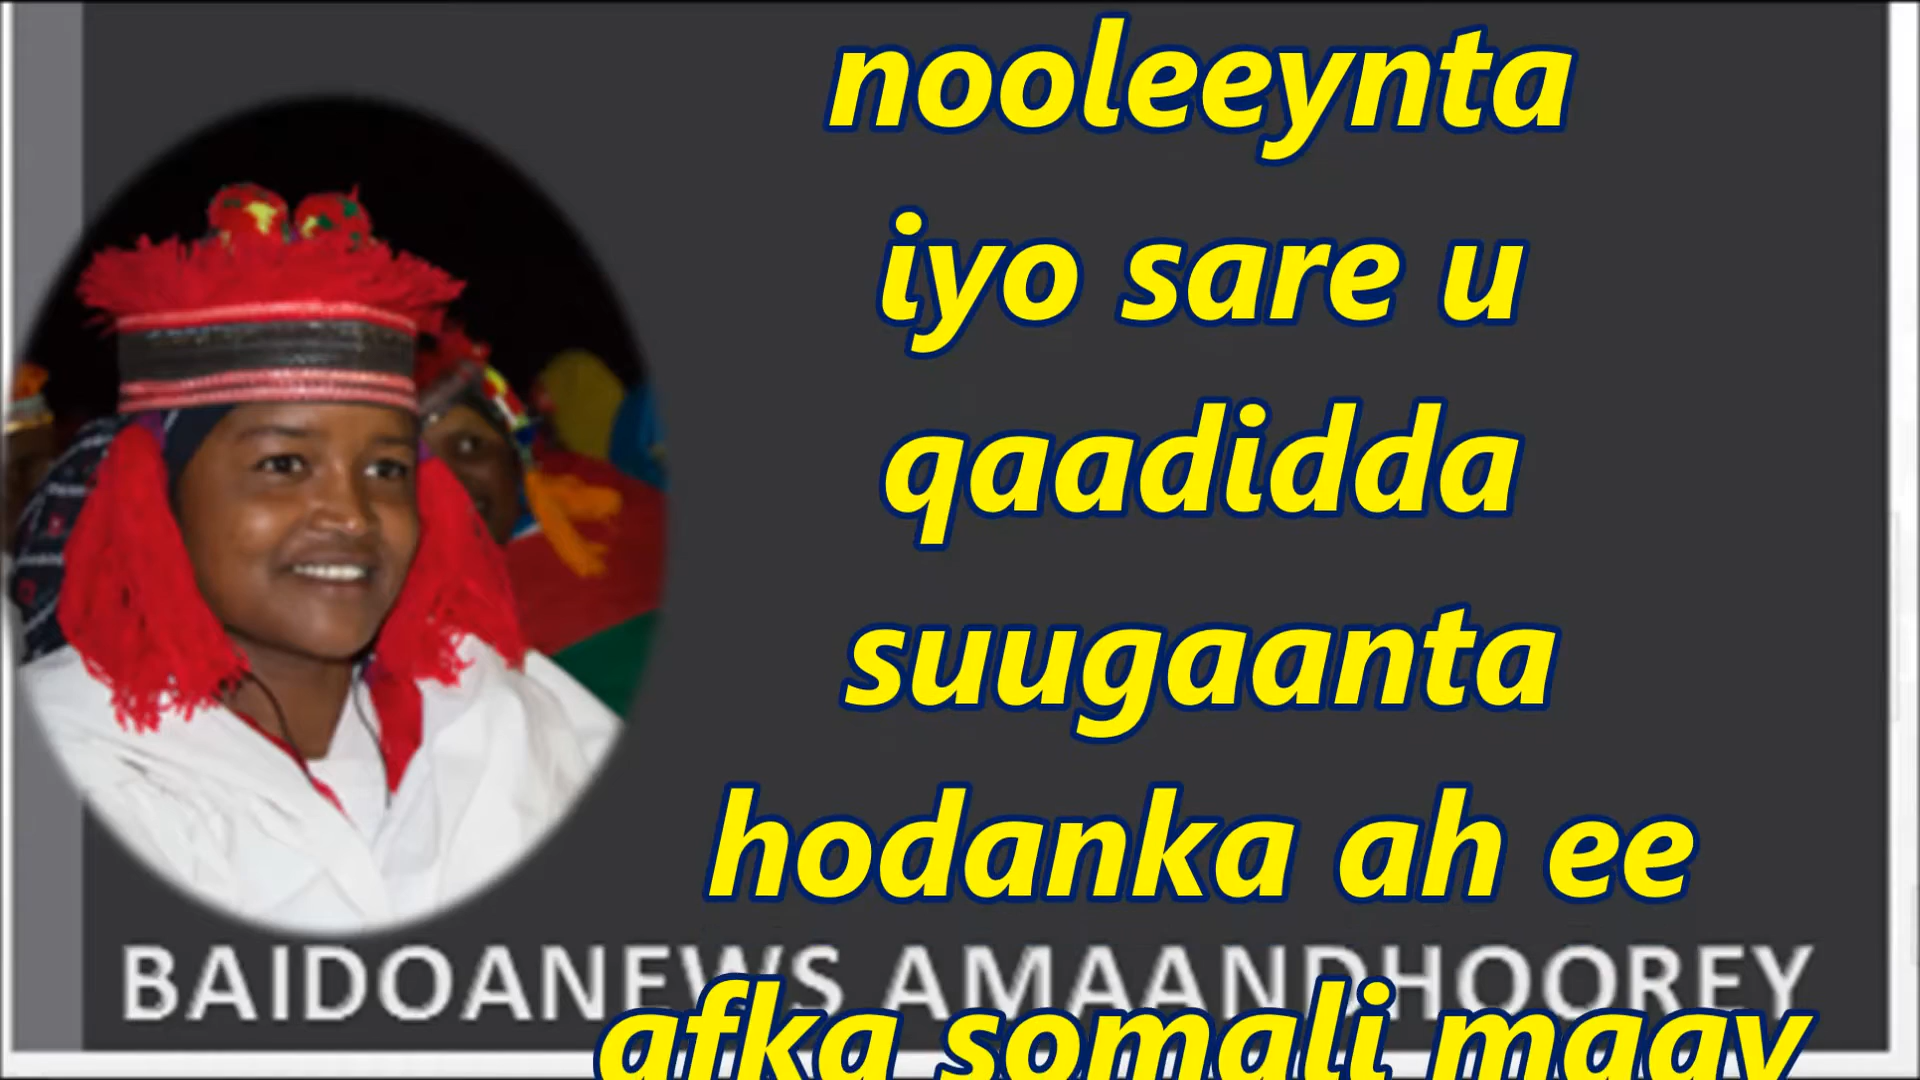 nooleeynta
iyo sare u
qaadidda
suugaanta
hodanka ah ee
BAIDOANEWS AMAANDHOOREY
afka somali maay